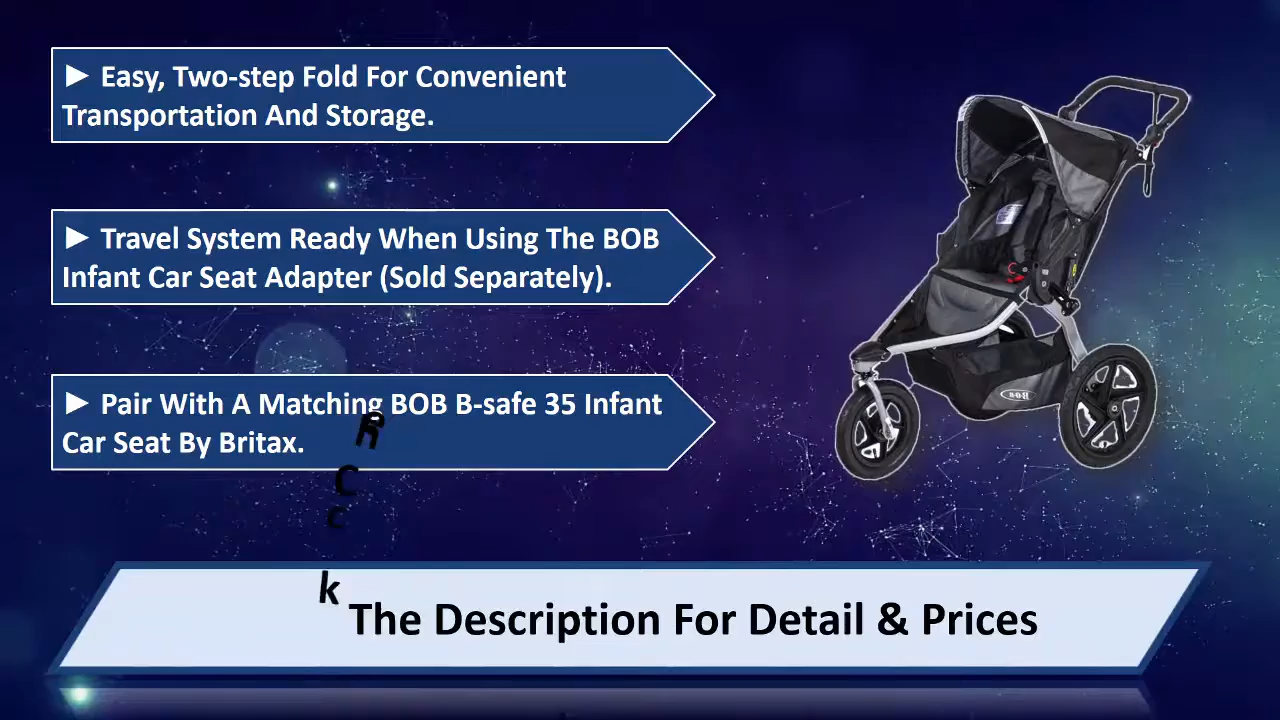 ► Easy, Two-step Fold For Convenient
Transportation And Storage.
► Travel System Ready When Using The BOB
Infant Car Seat Adapter (Sold Separately).
► Pair With A Matching BOB B-safe 35 Infant
Car Seat By Britax.
k
The Description For Detail & Prices